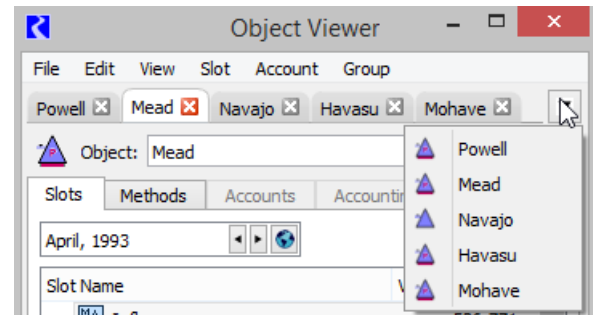 Object Viewer
File Edit View Slot Account Group
Powell Mead Navajo Havasu Mohave
Object: Mead
Powell
Mead
Slots Methods Accounts
Navajo
April, 1993
Havasu
Slot Name
Mohave